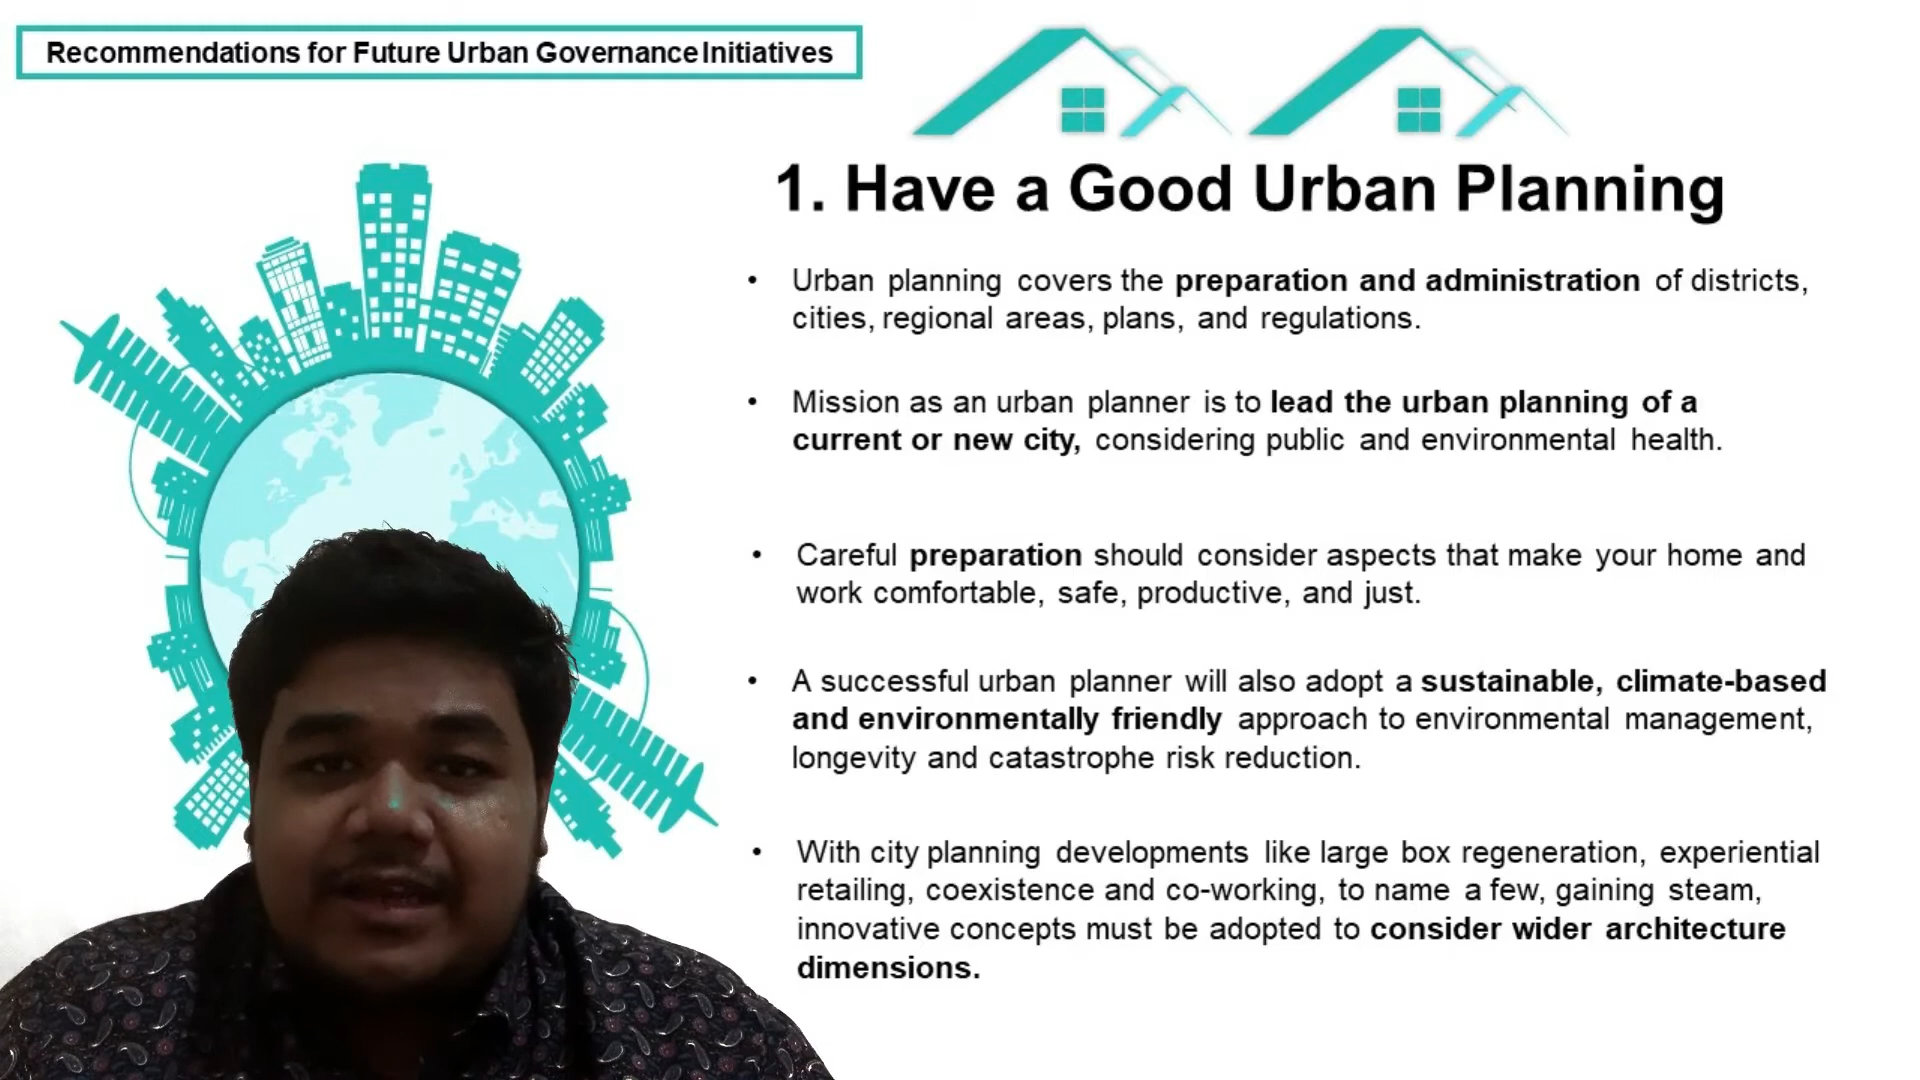 Recommendations for Future Urban Governance Initiatives
1. Have a Good Urban Planning
• Urban planning covers the preparation and administration of districts,
cities, regional areas, plans, and regulations.
• Mission as an urban planner is to lead the urban planning of a
current or new city, considering public and environmental health.
• Careful preparation should consider aspects that make your home and
work comfortable, safe, productive, and just.
• A successful urban planner will also adopt a sustainable, climate-based
and environmentally friendly approach to environmental management,
longevity and catastrophe risk reduction.
• With city planning developments like large box regeneration, experiential
retailing, coexistence and co-working, to name a few, gaining steam,
innovative concepts must be adopted to consider wider architecture
dimensions.